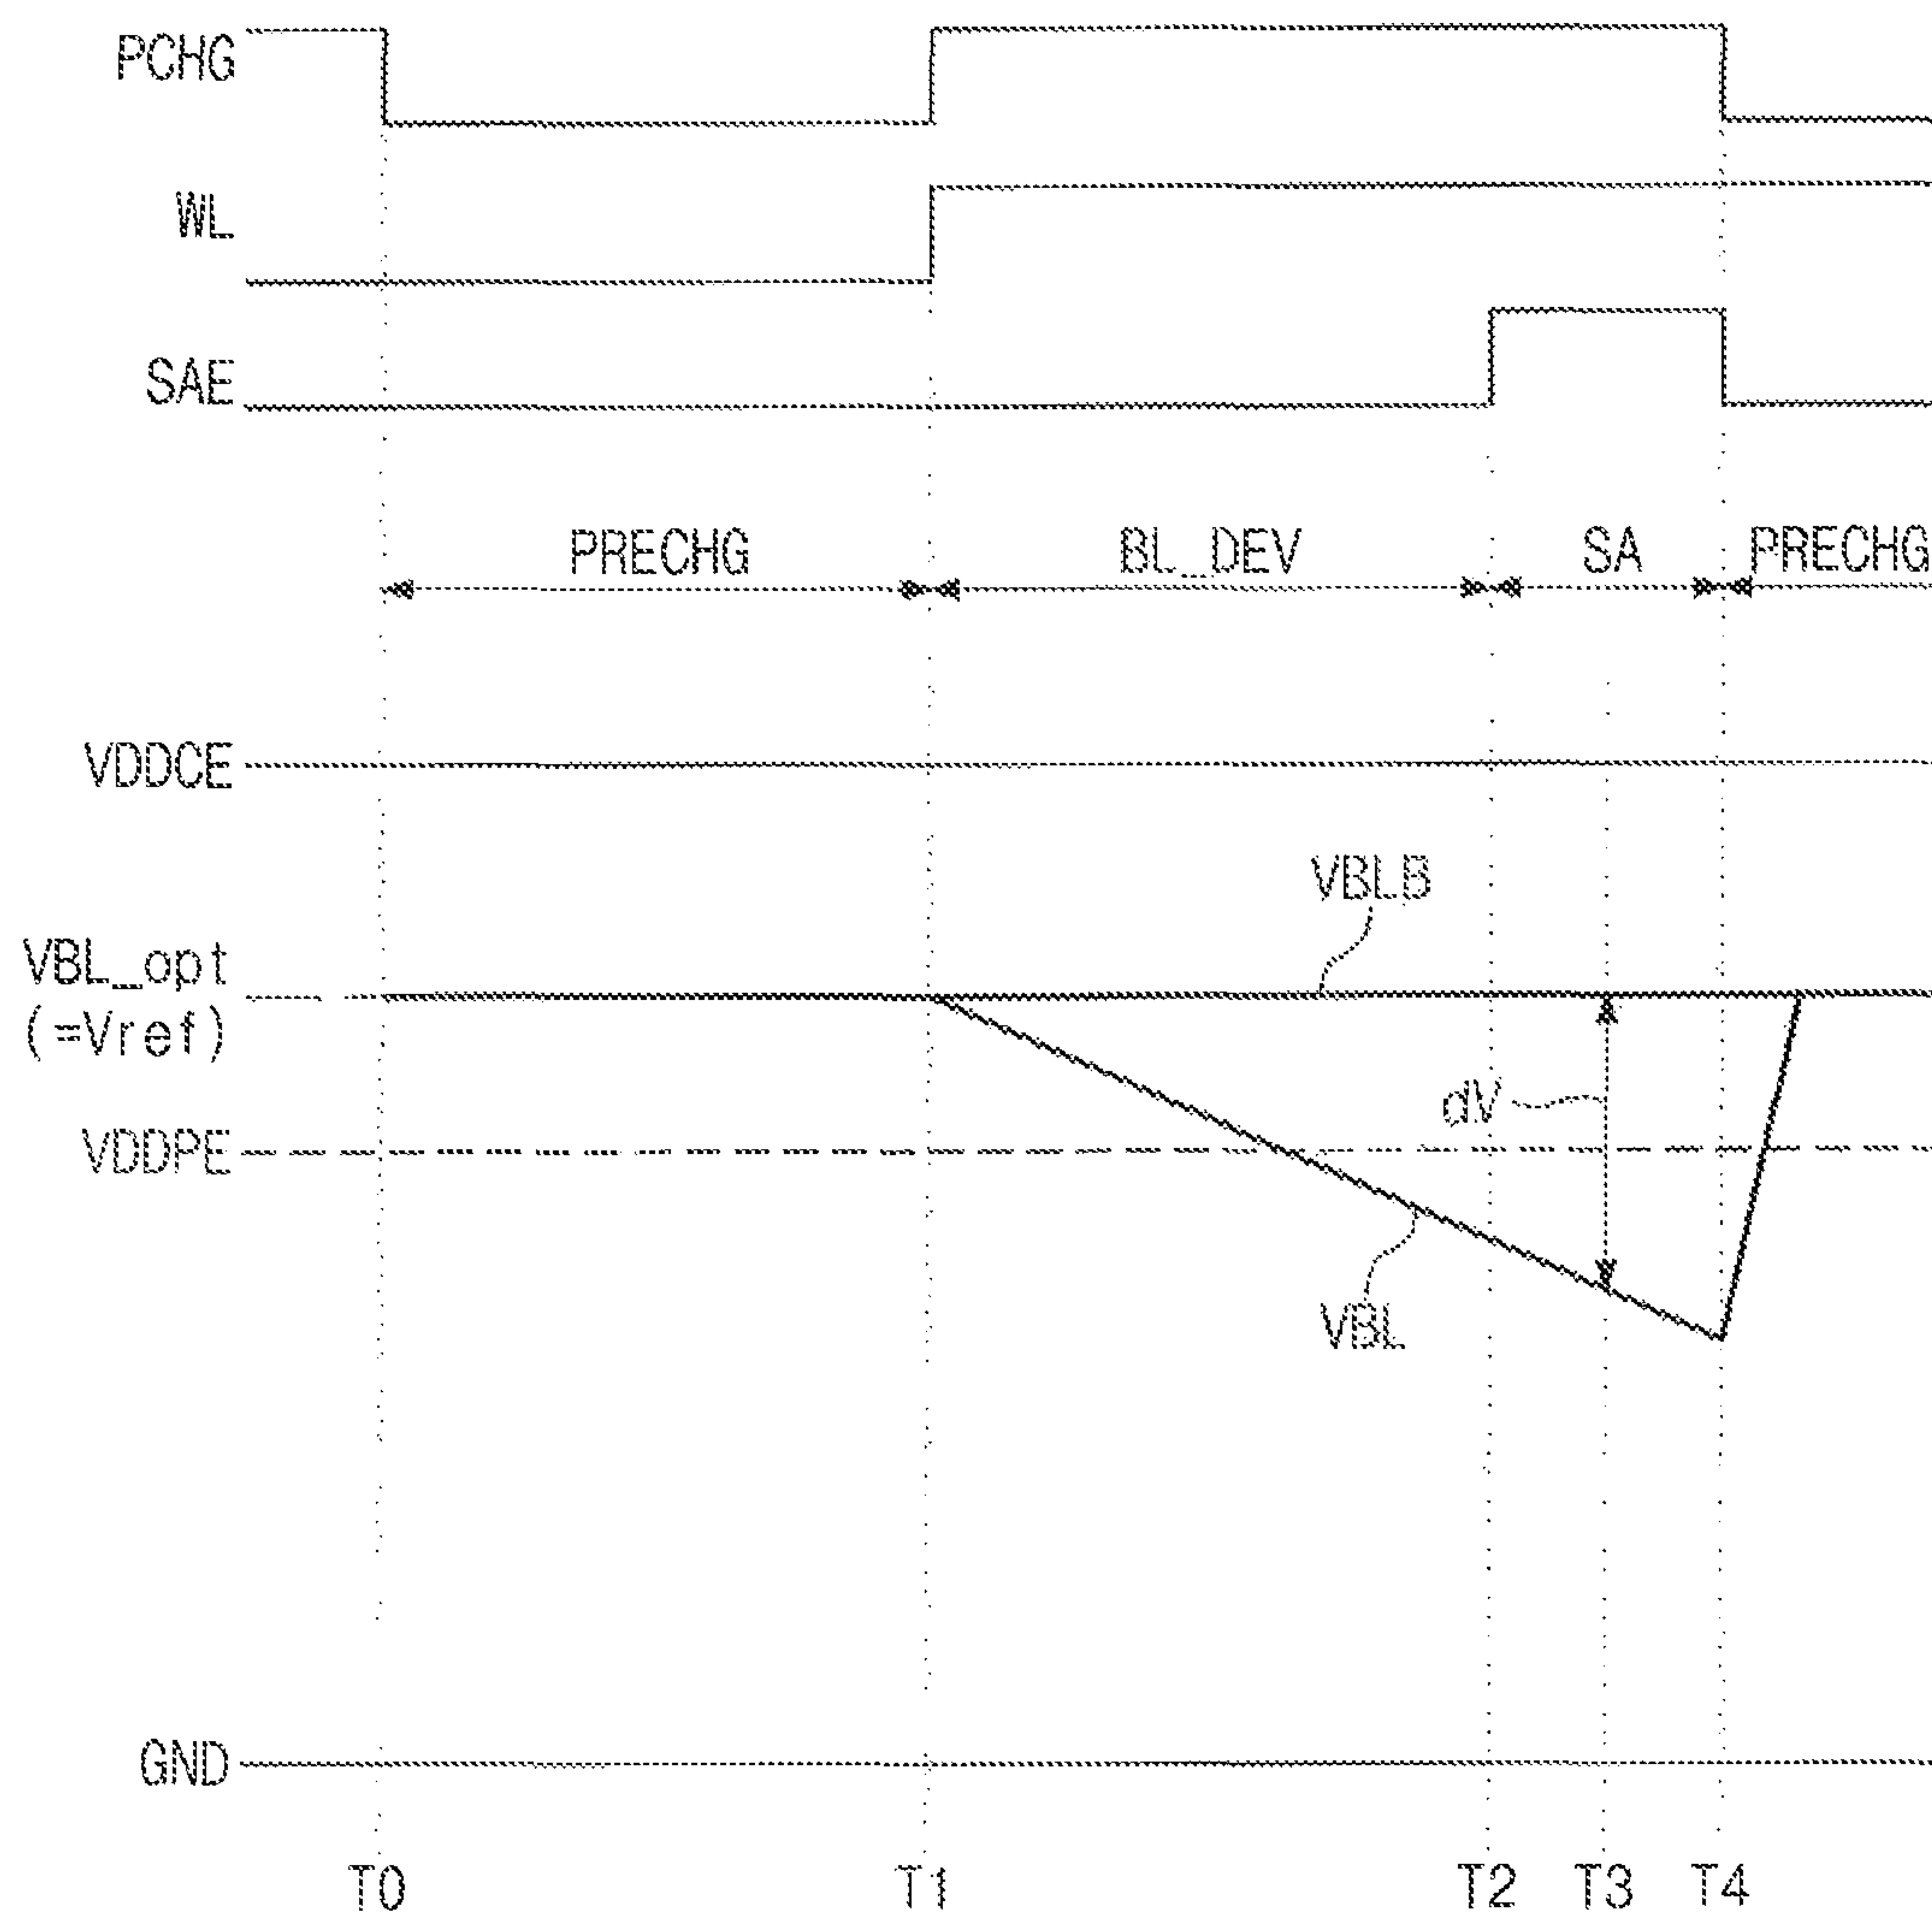 PCHG
WL
SAE
PRECHG BL_DEV SA PRECHG
VDDCE
VBLB
VBL_opt
(=Vref)
dV
VDDPE
VBL
GND
T0 T1 T2 T3 T4